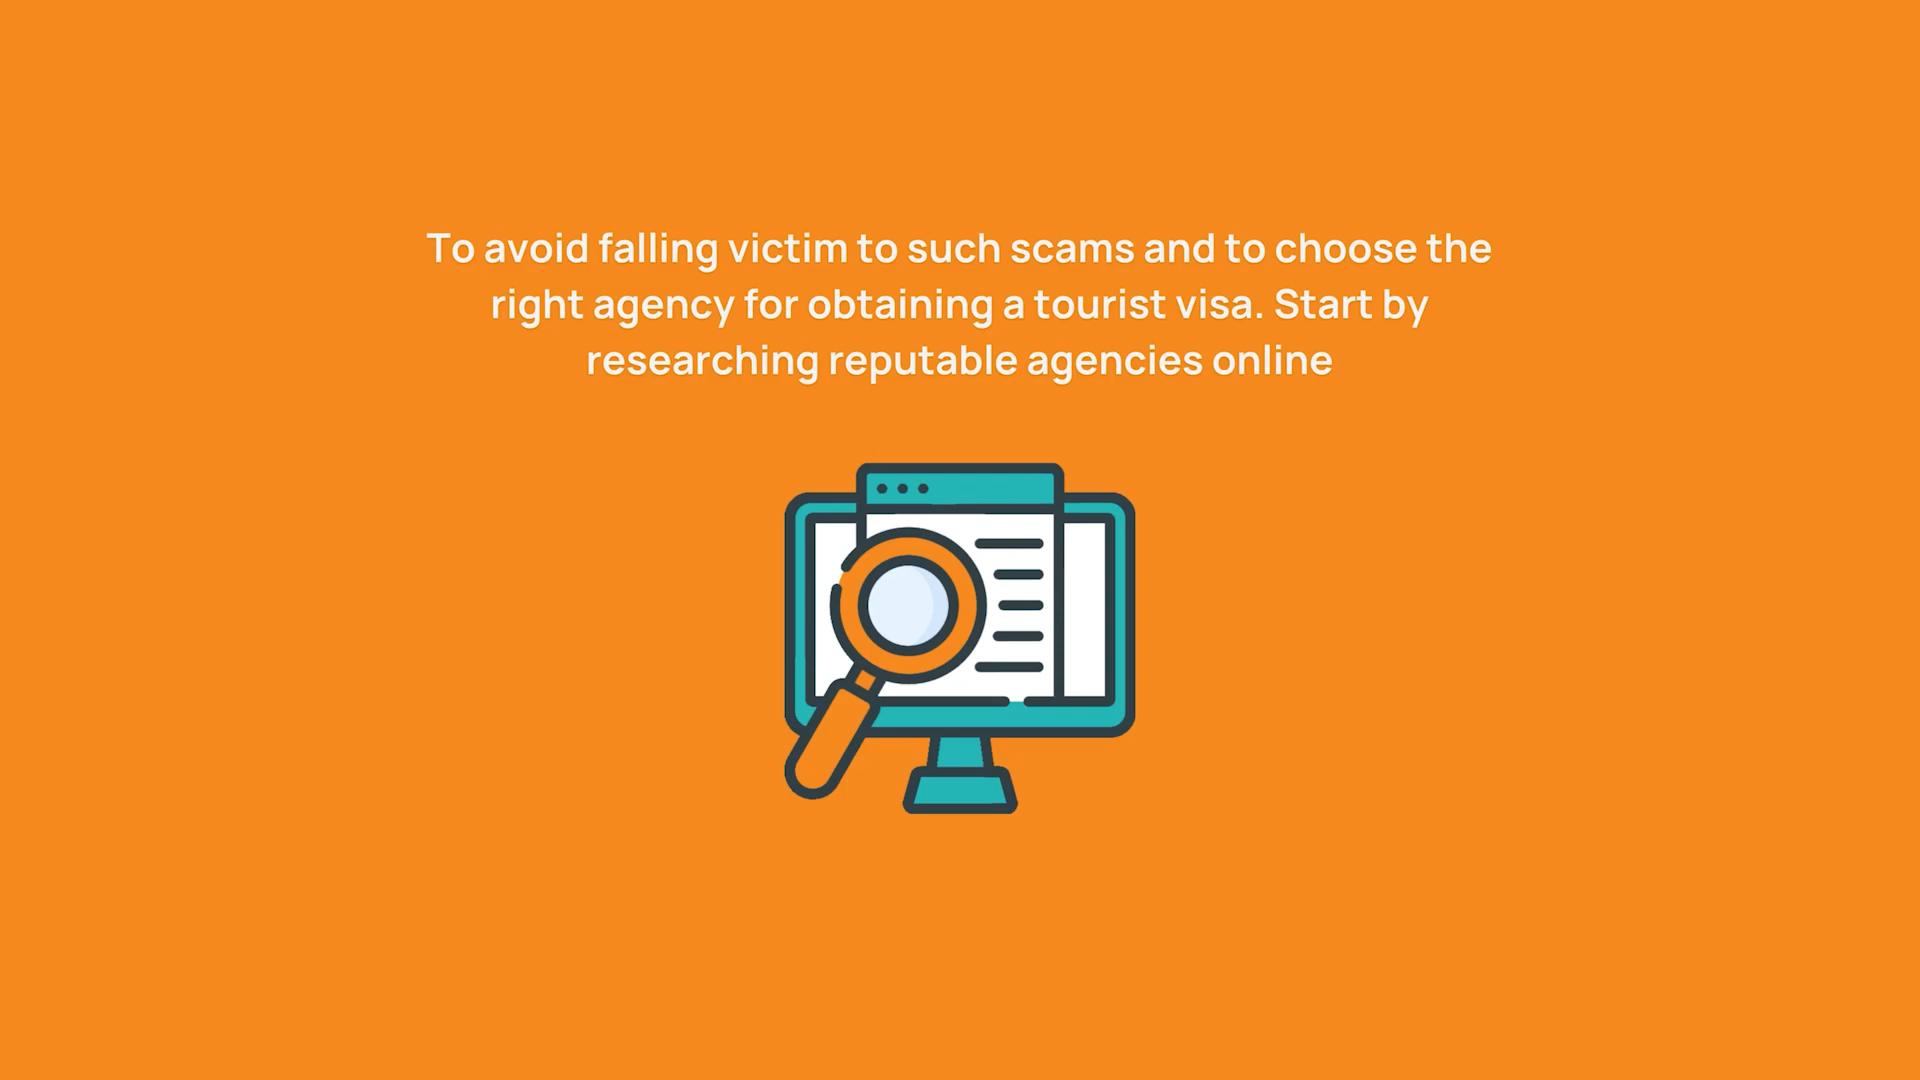 To avoid falling victim to such scams and to choose the
right agency for obtaining a tourist visa. Start by
researching reputable agencies online